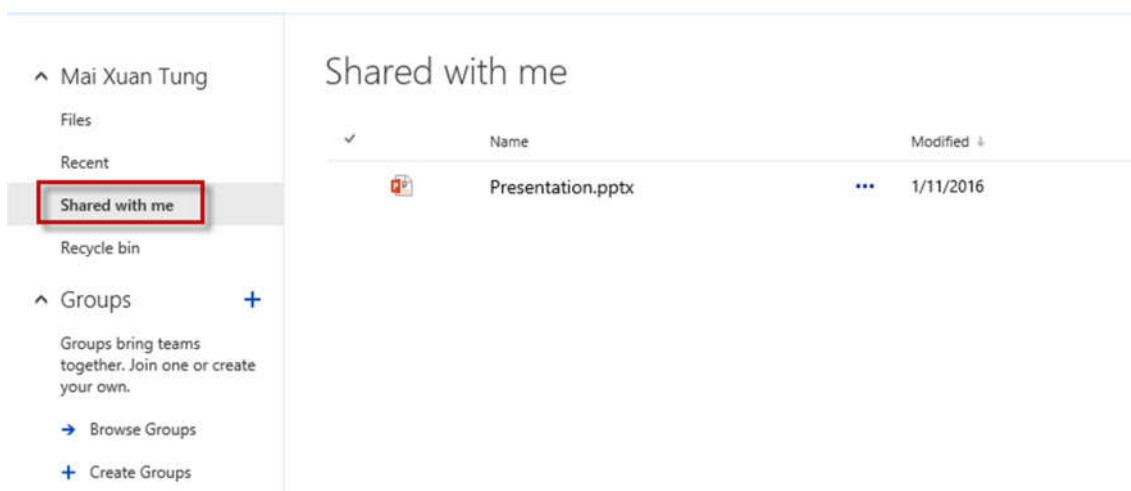 Mai Xuan Tung
Files
Recent
Shared with me
Recycle bin
Groups
Groups bring teams
together. Join one or create
your own.
Browse Groups
Create Groups
Shared with me
Name Modified
Presentation.pptx 1/11/2016